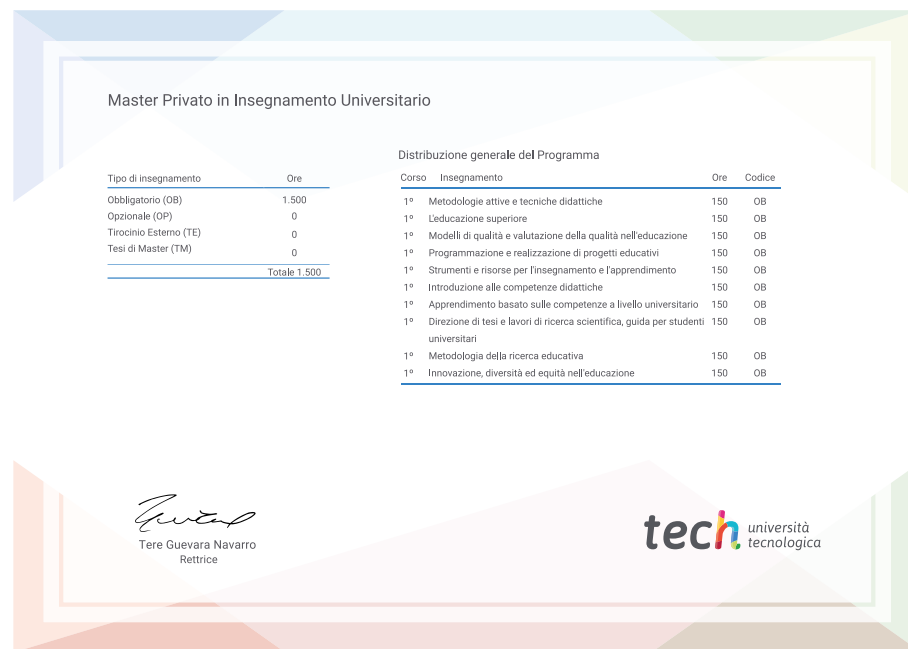 Master Privato in Insegnamento Universitario
Tipo di insegnamento Ore
Obbligatorio (OB) 1.500
Opzionale (OP) 0
Tirocinio Esterno (TE) 0
Tesi di Master (TM) 0
Totale 1.500
Distribuzione generale del Programma
Corso Insegnamento Ore Codice
1º Metodologie attive e tecniche didattiche 150 OB
1º L'educazione superiore 150 OB
1º Modelli di qualità e valutazione della qualità nell'educazione 150 OB
1º Programmazione e realizzazione di progetti educativi 150 OB
1º Strumenti e risorse per l'insegnamento e l'apprendimento 150 OB
1º Introduzione alle competenze didattiche 150 OB
1º Apprendimento basato sulle competenze a livello universitario 150 OB
1º Direzione di tesi e lavori di ricerca scientifica, guida per studenti 150 OB
universitari
1º Metodologia della ricerca educativa 150 OB
1º Innovazione, diversità ed equità nell'educazione 150 OB
Tere Guevara Navarro
Rettrice
tech università
tecnologica